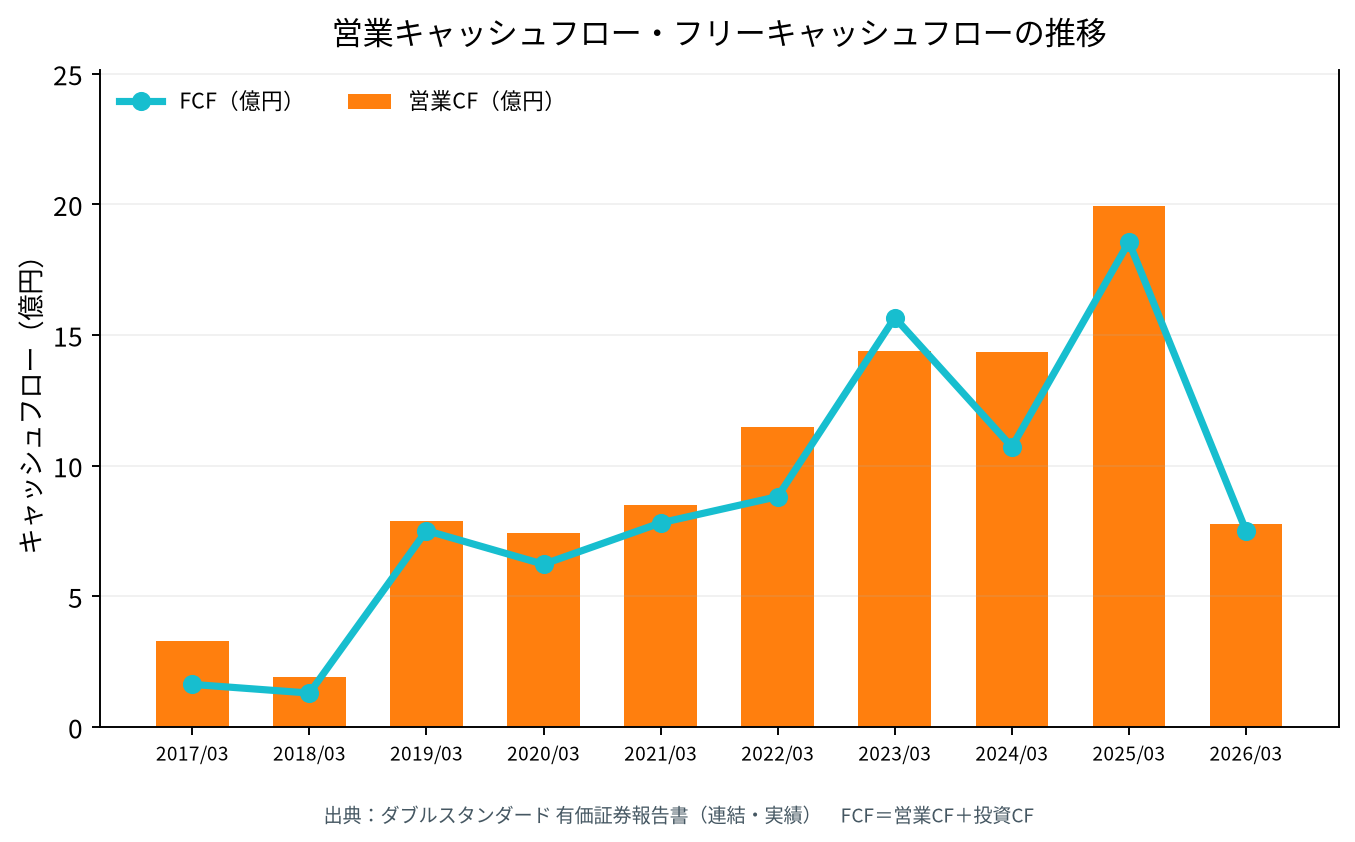 営業キャッシュフロー・フリーキャッシュフローの推移
FCF（億円） 営業CF（億円）
キャッシュフロー（億円）
25
20
15
10
5
0
2017/03 2018/03 2019/03 2020/03 2021/03 2022/03 2023/03 2024/03 2025/03 2026/03
出典：ダブルスタンダード 有価証券報告書（連結・実績） FCF＝営業CF＋投資CF